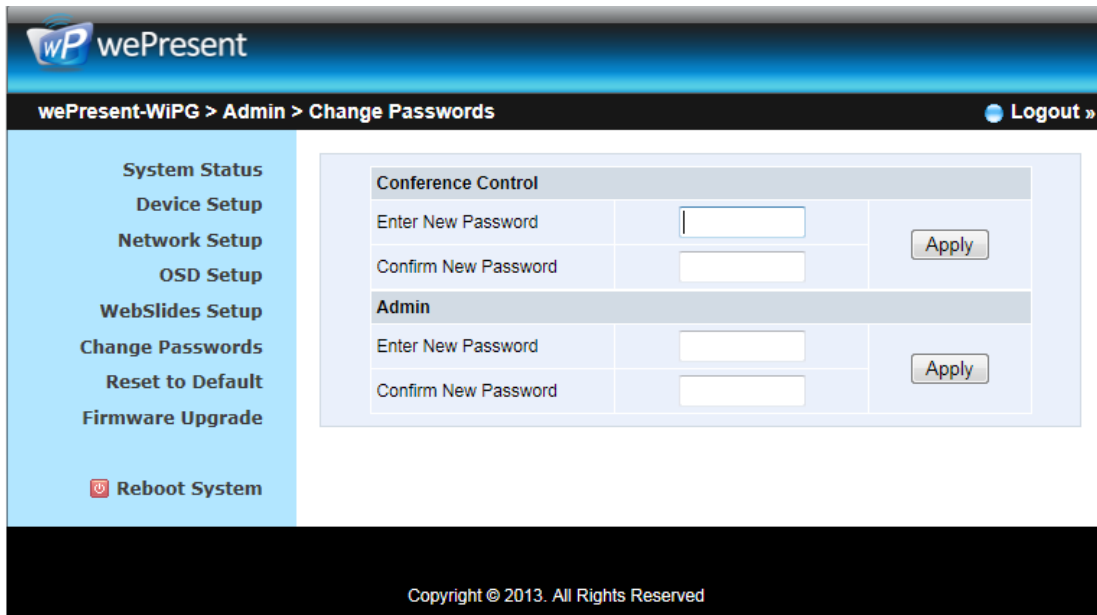 wP wePresent
wePresent-WiPG > Admin > Change Passwords
Logout »
System Status
Device Setup
Network Setup
OSD Setup
WebSlides Setup
Change Passwords
Reset to Default
Firmware Upgrade
Reboot System
Conference Control
Enter New Password
Apply
Confirm New Password
Admin
Enter New Password
Apply
Confirm New Password
Copyright © 2013. All Rights Reserved